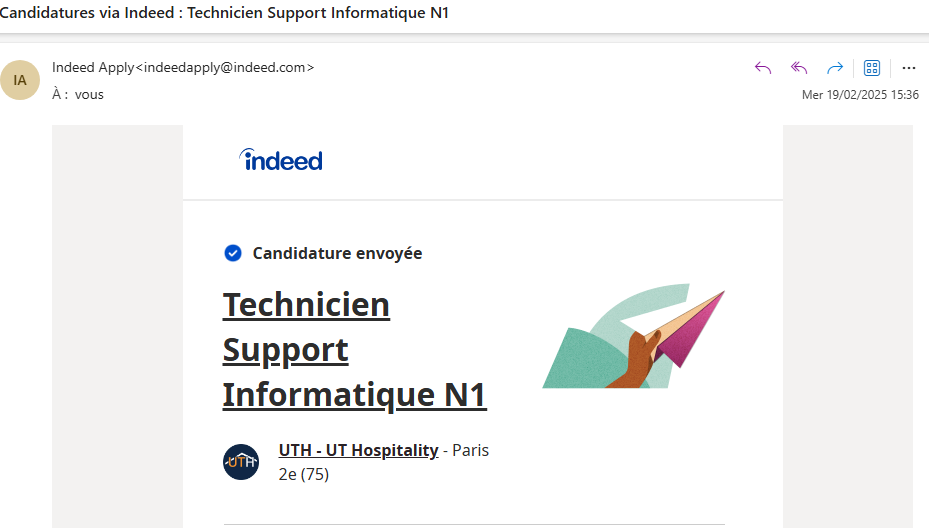 Candidatures via Indeed : Technicien Support Informatique N1
IA
Indeed Apply<indeedapply@indeed.com>
À : vous
Mer 19/02/2025 15:36
indeed
Candidature envoyée
Technicien
Support
Informatique N1
UTH
UTH - UT Hospitality - Paris
2e (75)